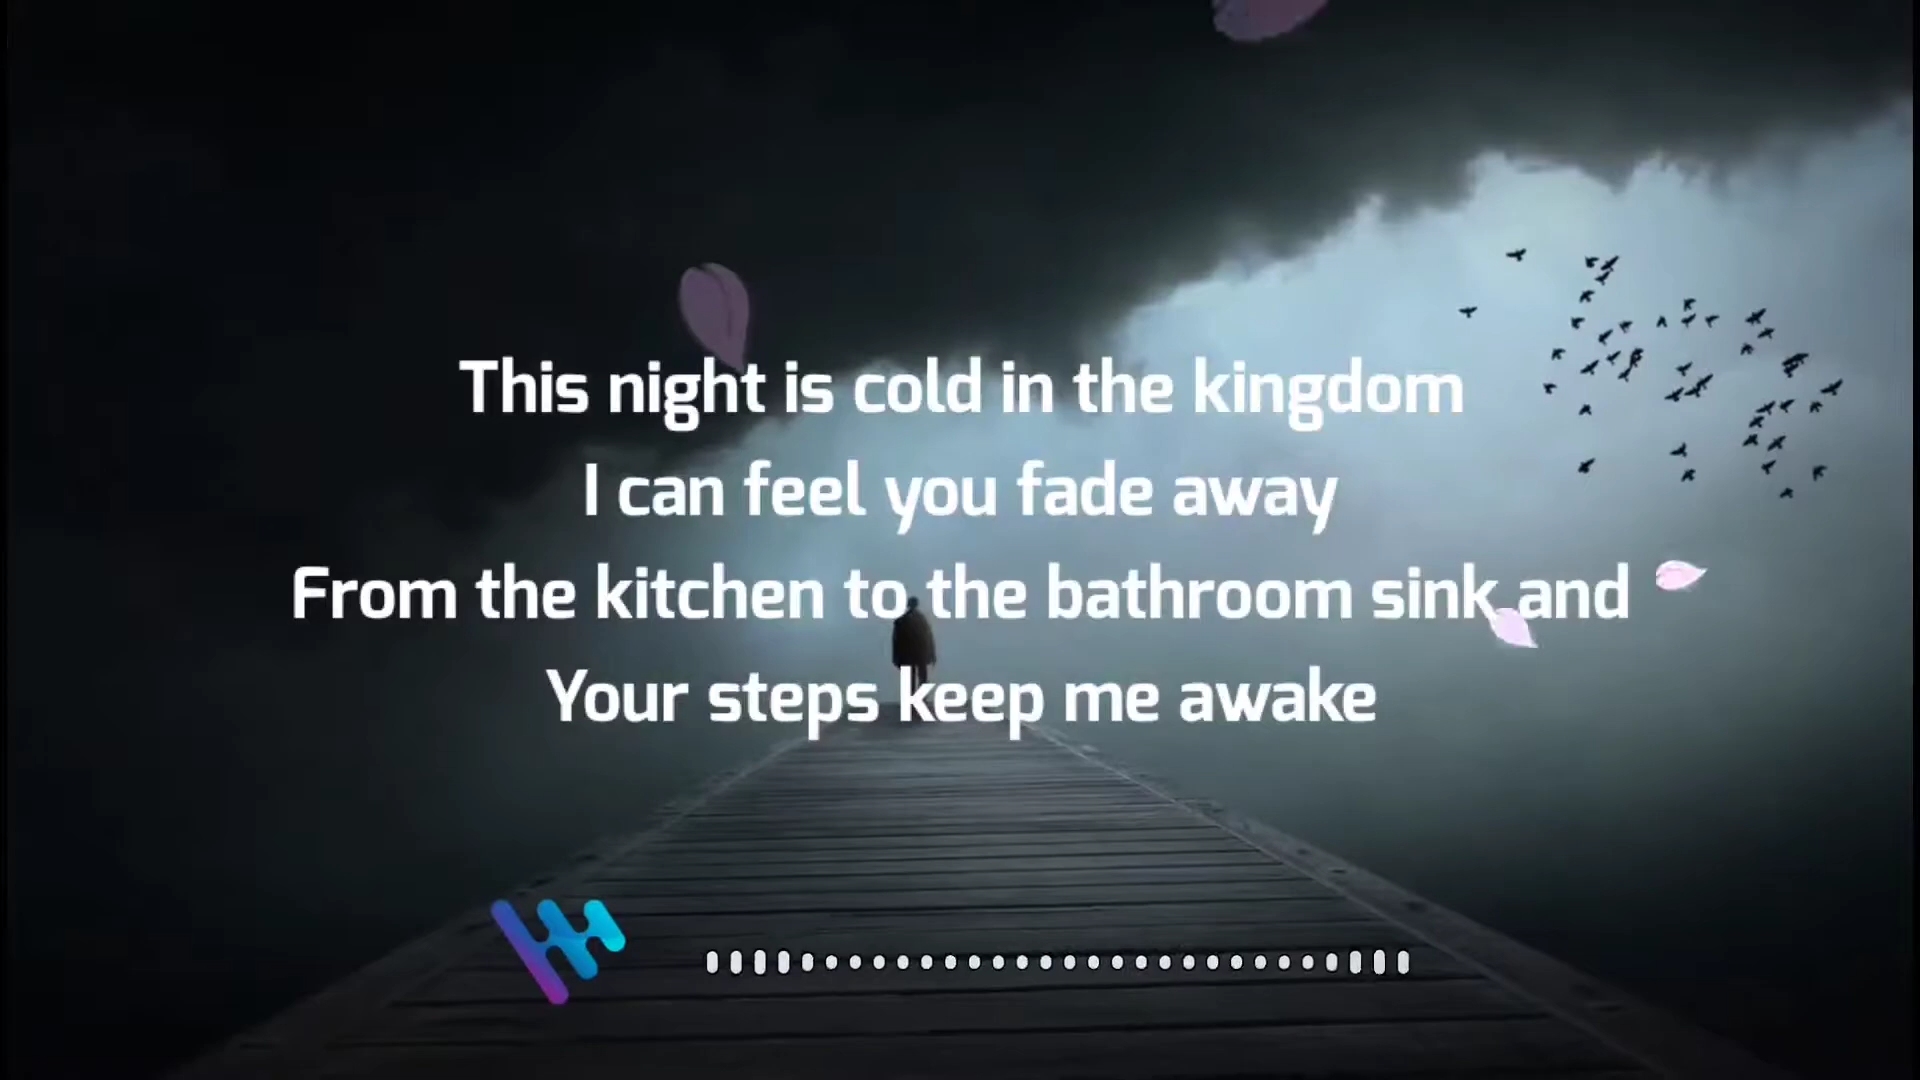 This night is cold in the kingdom
I can feel you fade away
From the kitchen to the bathroom sink and
Your steps keep me awake